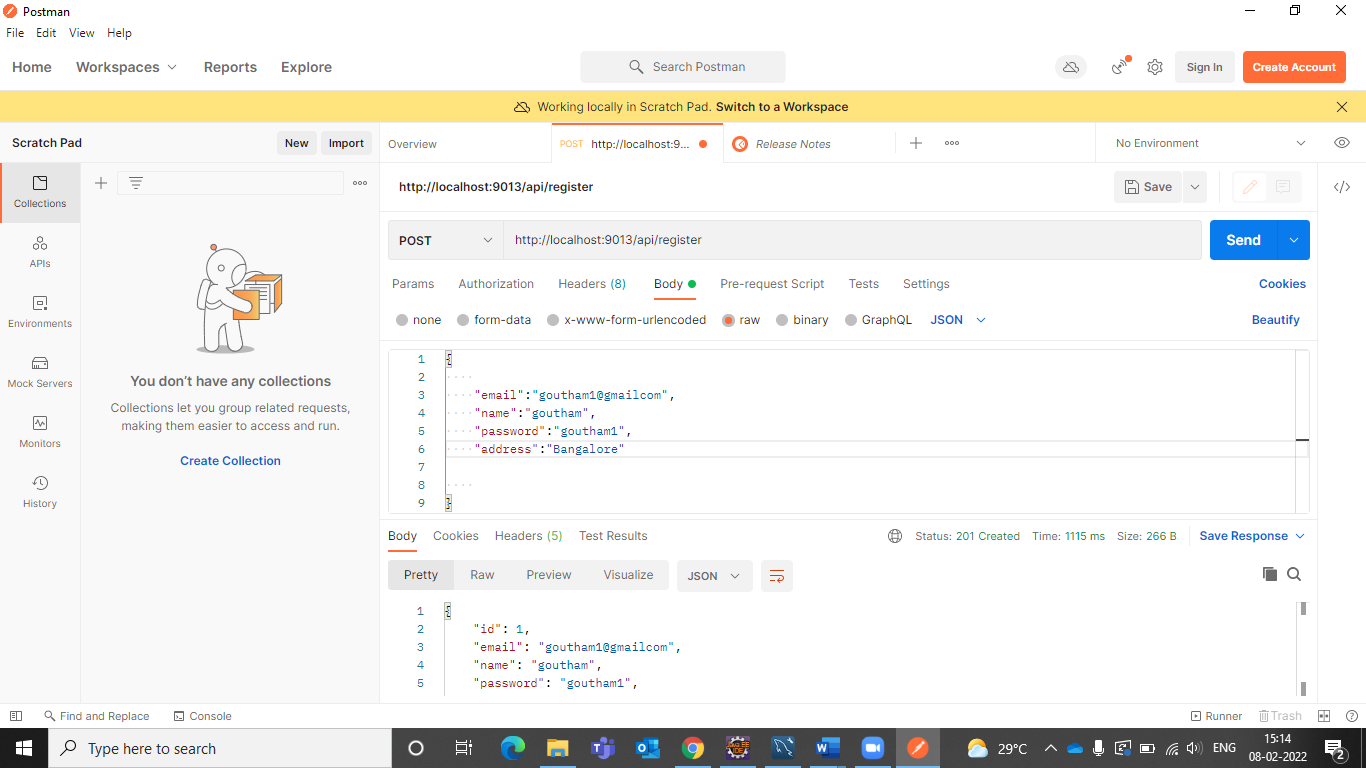 Postman
File Edit View Help
Home Workspaces Reports Explore Search Postman Sign In Create Account
Working locally in Scratch Pad. Switch to a Workspace
Scratch Pad New Import Overview POST http://localhost:9... Release Notes No Environment
Collections
APIs
Environments
Mock Servers
Monitors
History
You don't have any collections
Collections let you group related requests,
making them easier to access and run.
Create Collection
http://localhost:9013/api/register Save
POST http://localhost:9013/api/register Send
Params Authorization Headers (8) Body Pre-request Script Tests Settings Cookies
none form-data x-www-form-urlencoded raw binary GraphQL JSON Beautify
1 {
2
3 "email":"goutham1@gmailcom",
4 "name":"goutham",
5 "password":"goutham1",
6 "address":"Bangalore"
7
8
9 }
Body Cookies Headers (5) Test Results Status: 201 Created Time: 1115 ms Size: 266 B Save Response
Pretty Raw Preview Visualize JSON
1 {
2 "id": 1,
3 "email": "goutham1@gmailcom",
4 "name": "goutham",
5 "password": "goutham1",
Find and Replace Console Runner Trash
Type here to search 29°C ENG 15:14
08-02-2022 2